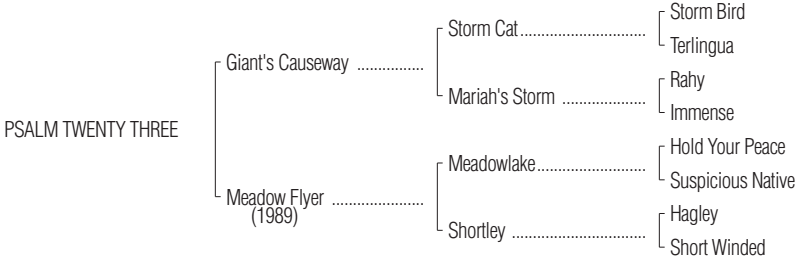 Storm Bird
Storm Cat..............................
Terlingua
Giant's Causeway ................
Rahy
Mariah's Storm ....................
Immense
PSALM TWENTY THREE
Hold Your Peace
Meadowlake..........................
Suspicious Native
Meadow Flyer ......................
(1989)
Hagley
Shortley ................................
Short Winded